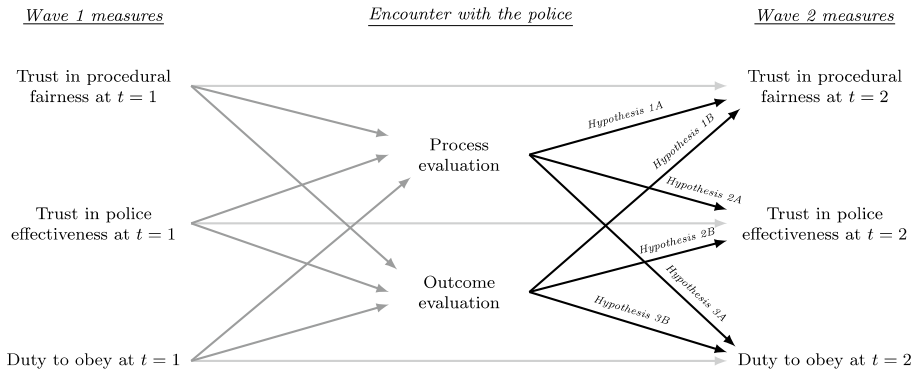 Wave 1 measures
Encounter with the police
Wave 2 measures
Trust in procedural
fairness at t = 1
Trust in procedural
fairness at t = 2
Hypothesis 1A
Hypothesis 1B
Process
evaluation
Hypothesis 2A
Trust in police
effectiveness at t = 1
Trust in police
effectiveness at t = 2
Hypothesis 2B
Outcome
evaluation
Hypothesis 3A
Hypothesis 3B
Duty to obey at t = 1
Duty to obey at t = 2